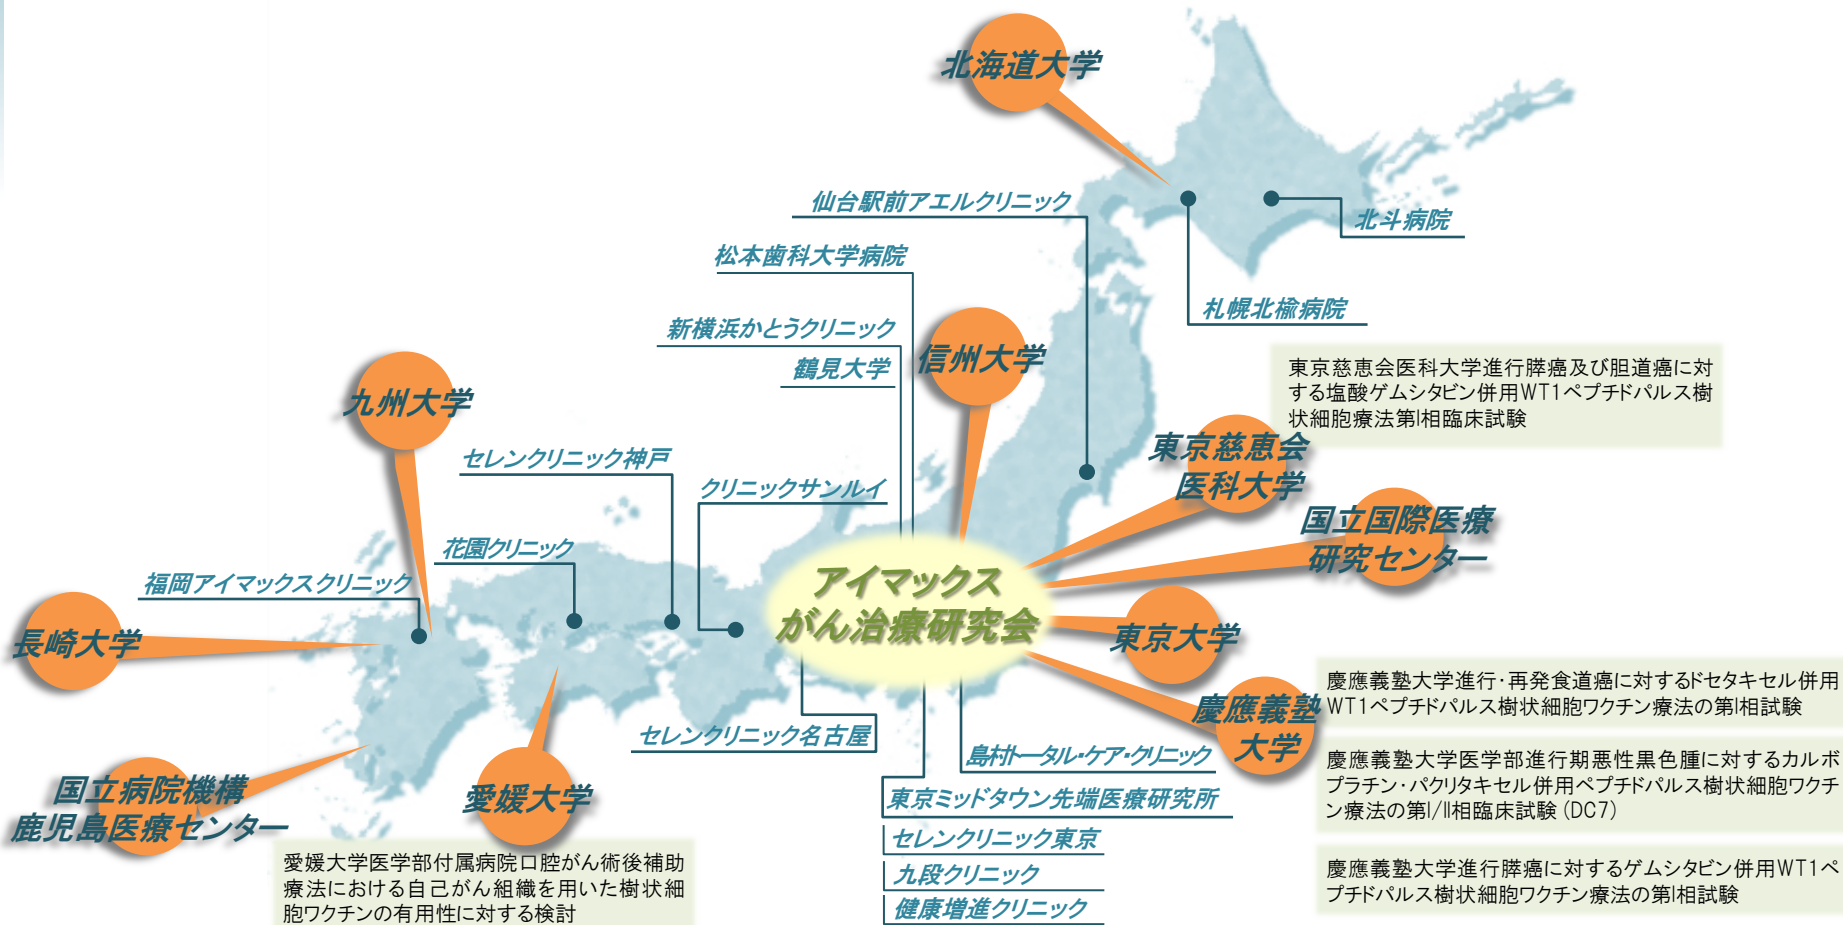 北海道大学
仙台駅前アエルクリニック
北斗病院
松本歯科大学病院
札幌北楡病院
新横浜かとうクリニック
鶴見大学
信州大学
東京慈恵会医科大学進行膵癌及び胆道癌に対
する塩酸ゲムシタビン併用WT1ペプチドパルス樹
状細胞療法第Ⅰ相臨床試験
九州大学
東京慈恵会
医科大学
セレンクリニック神戸
クリニックサンルイ
国立国際医療
研究センター
花園クリニック
福岡アイマックスクリニック
アイマックス
がん治療研究会
長崎大学
東京大学
慶應義塾大学進行・再発食道癌に対するドセタキセル併用
WT1ペプチドパルス樹状細胞ワクチン療法の第Ⅰ相試験
慶應義塾
大学
セレンクリニック名古屋
島村トータル・ケア・クリニック
慶應義塾大学医学部進行期悪性黒色腫に対するカルボ
プラチン・パクリタキセル併用ペプチドパルス樹状細胞ワクチ
ン療法の第Ⅰ/Ⅱ相臨床試験（DC7）
国立病院機構
鹿児島医療センター
愛媛大学
東京ミッドタウン先端医療研究所
セレンクリニック東京
九段クリニック
健康増進クリニック
愛媛大学医学部付属病院口腔がん術後補助
療法における自己がん組織を用いた樹状細
胞ワクチンの有用性に対する検討
慶應義塾大学進行膵癌に対するゲムシタビン併用WT1ペ
プチドパルス樹状細胞ワクチン療法の第Ⅰ相試験